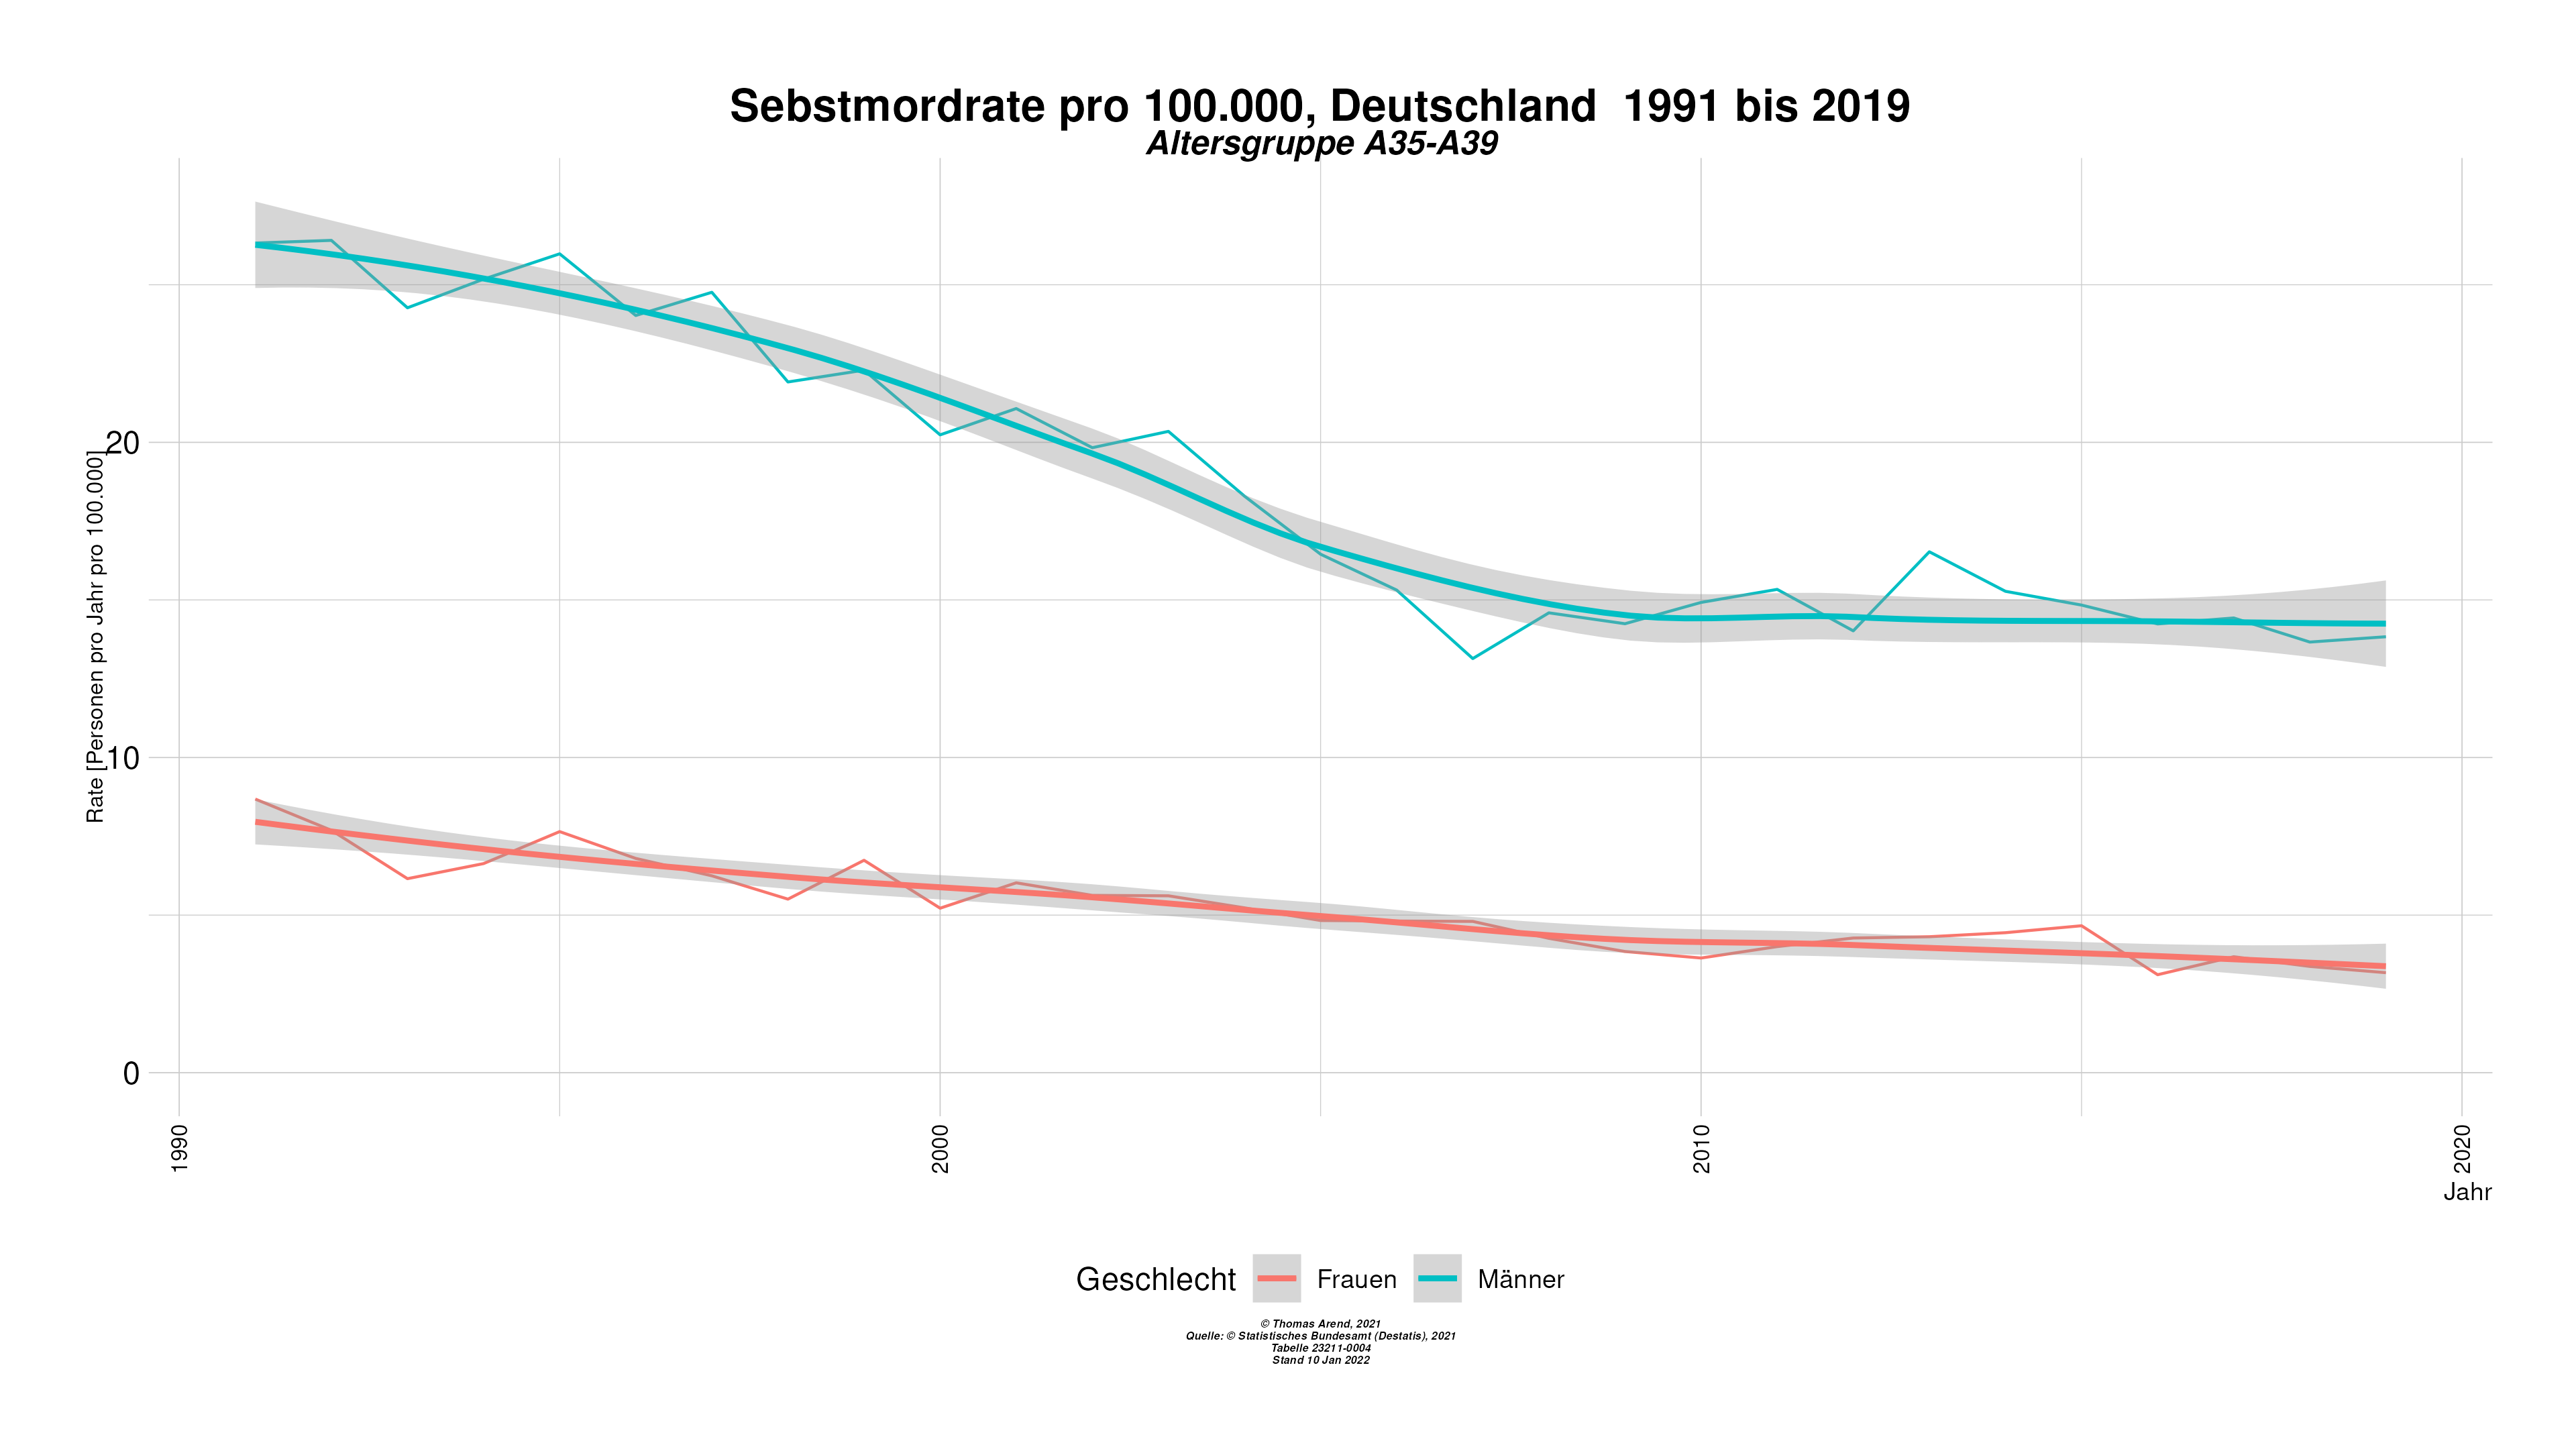 Sebstmordrate pro 100.000, Deutschland  1991 bis 2019
Altersgruppe A35-A39
Rate [Personen pro Jahr pro 100.000]
20
10
0
1990
2000
2010
2020
Jahr
Geschlecht Frauen Männer
© Thomas Arend, 2021
Quelle: © Statistisches Bundesamt (Destatis), 2021
Tabelle 23211-0004
Stand 10 Jan 2022